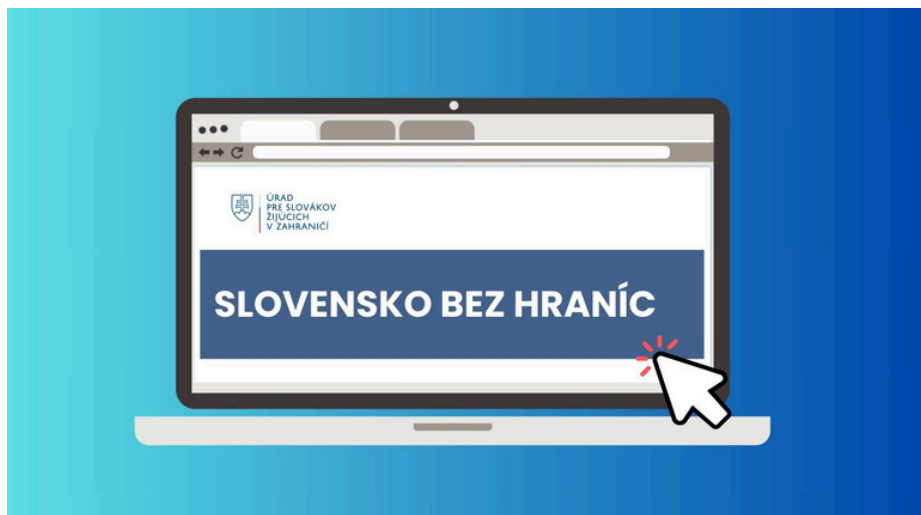 ÚRAD
PRE SLOVÁKOV
ŽIJÚCICH
V ZAHRANIČÍ
SLOVENSKO BEZ HRANÍC